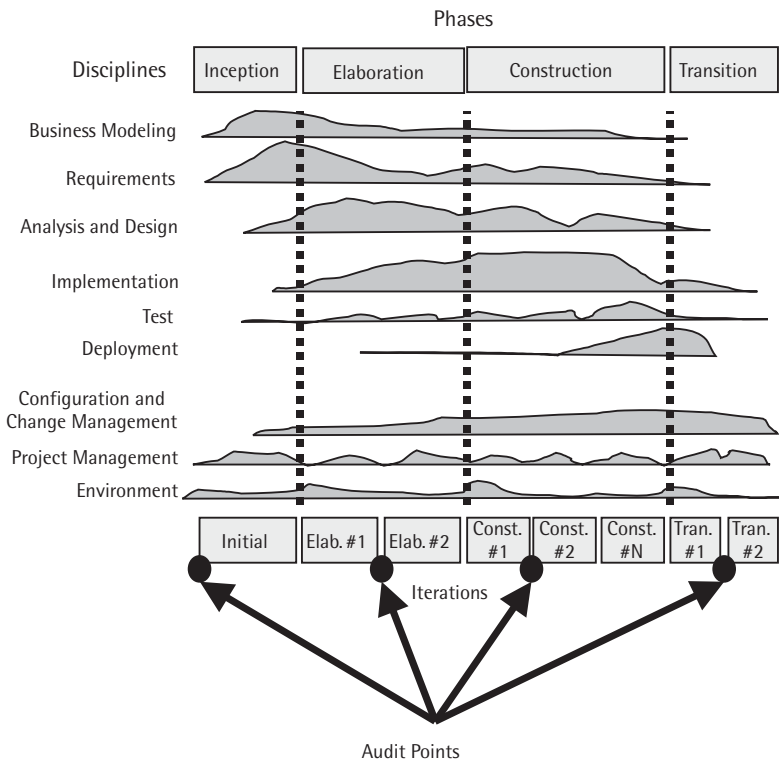 Phases
Disciplines
Inception
Elaboration
Construction
Transition
Business Modeling
Requirements
Analysis and Design
Implementation
Test
Deployment
Configuration and
Change Management
Project Management
Environment
Initial
Elab. #1
Elab. #2
Const.
#1
Const.
#2
Const.
#N
Tran.
#1
Tran.
#2
Iterations
Audit Points